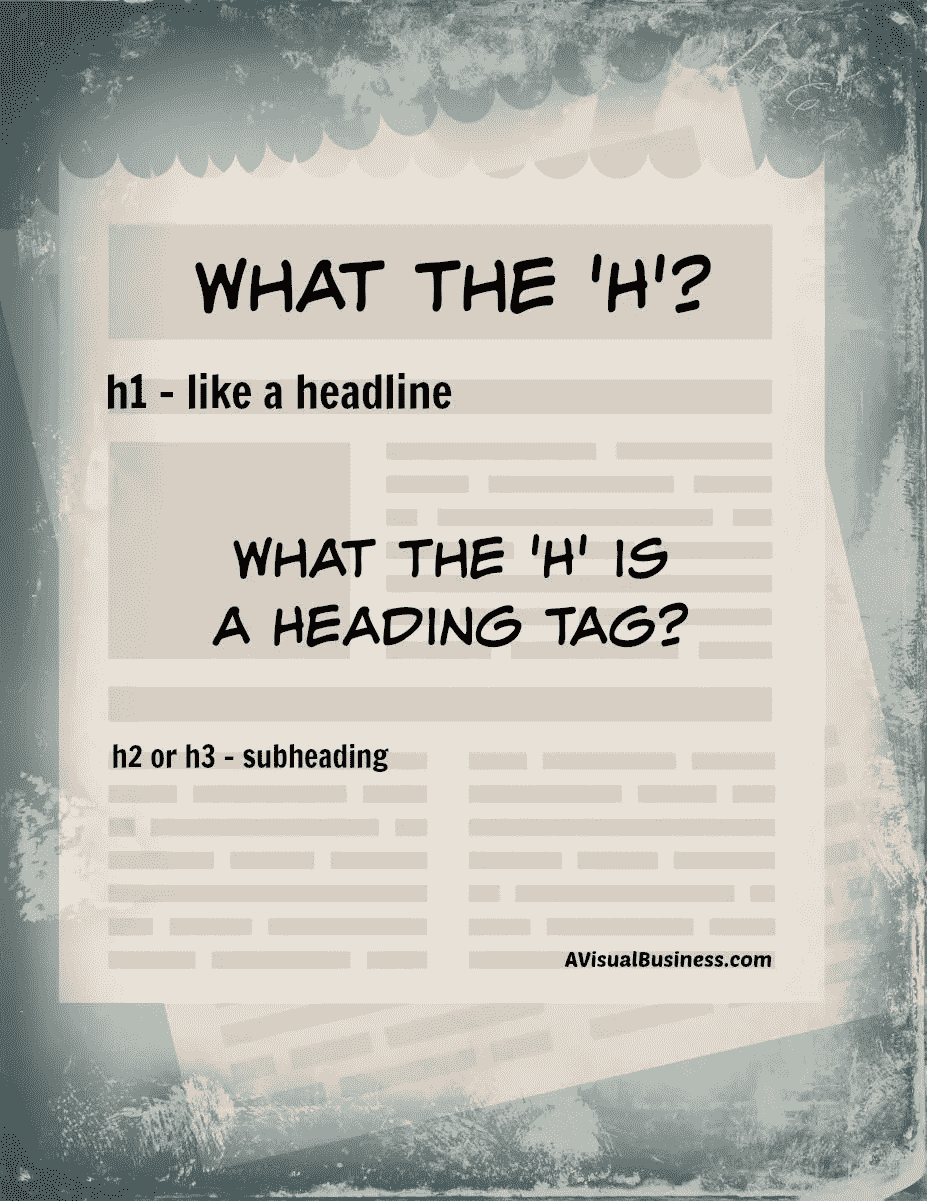 WHAT THE 'H'?
h1 - like a headline
WHAT THE 'H' IS
A HEADING TAG?
h2 or h3 - subheading
AVisualBusiness.com